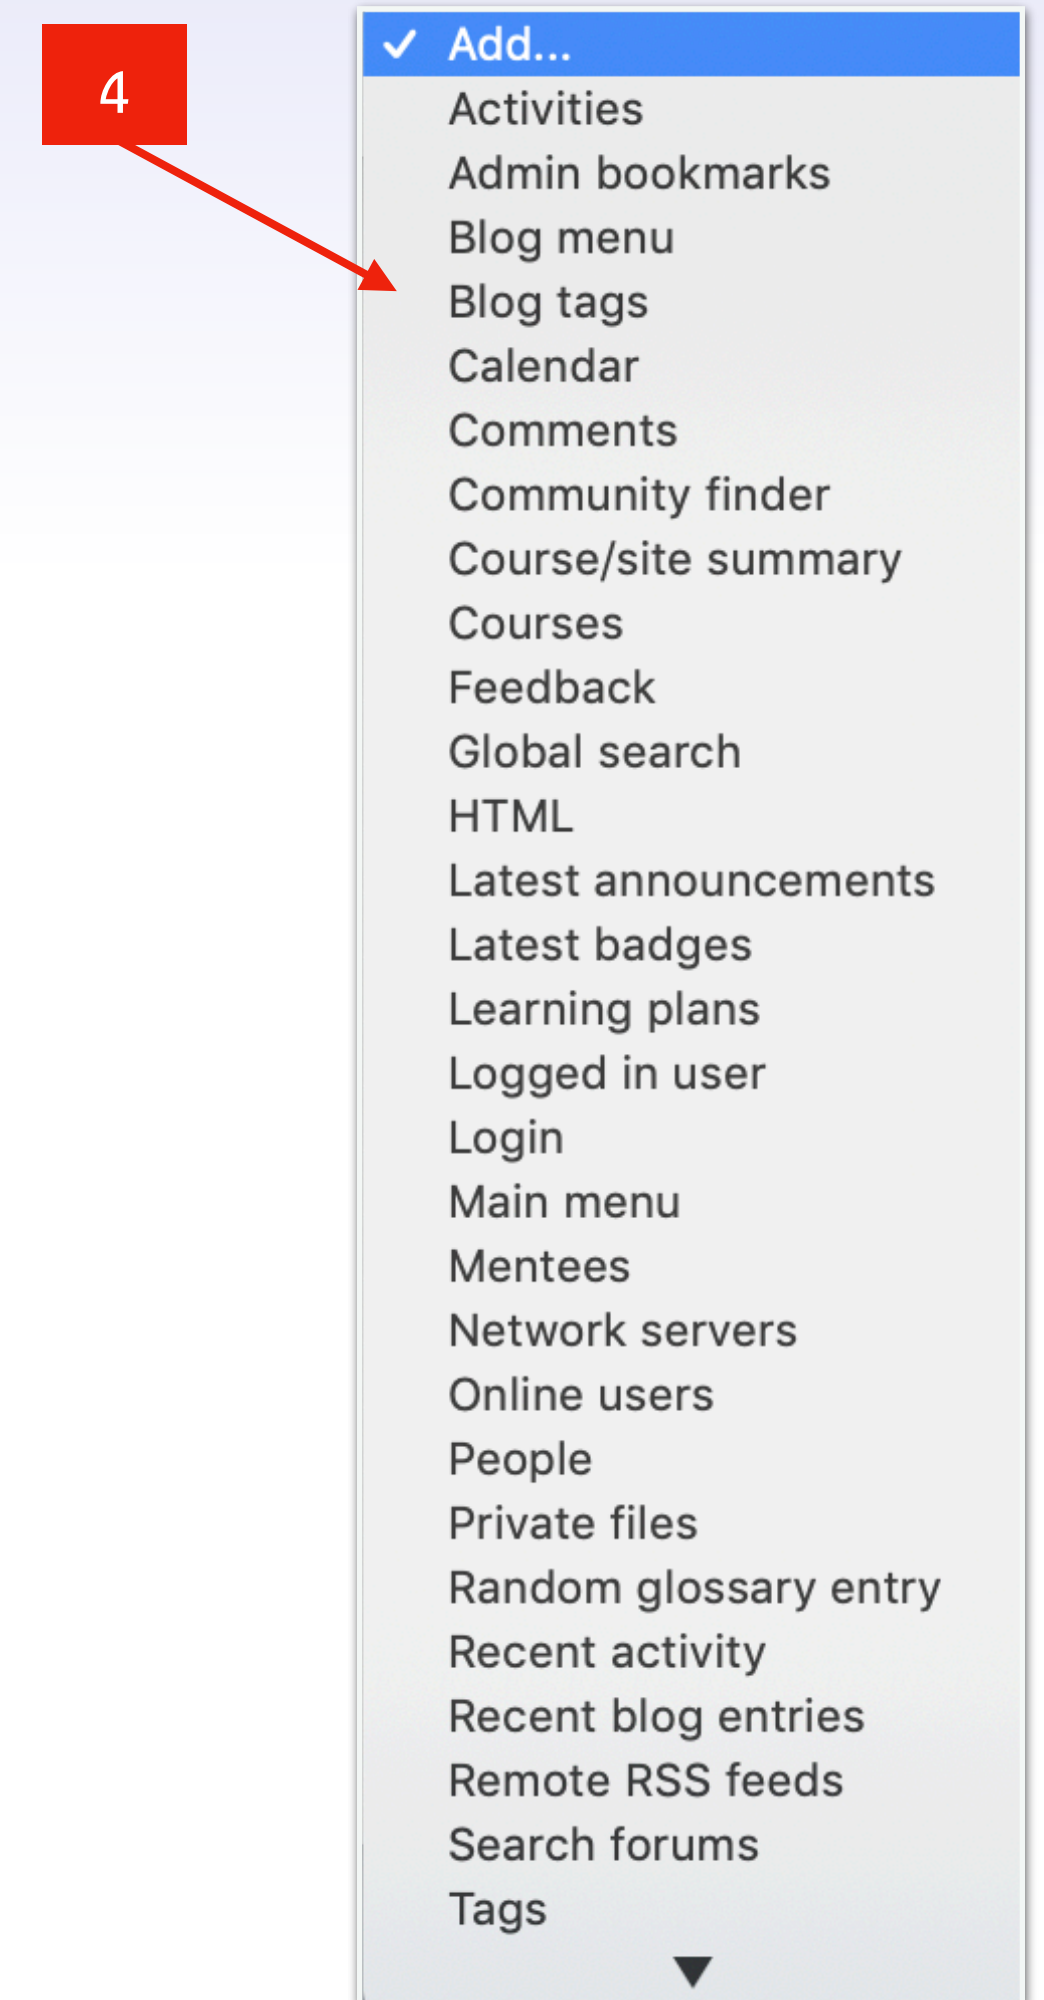 4
Add...
Activities
Admin bookmarks
Blog menu
Blog tags
Calendar
Comments
Community finder
Course/site summary
Courses
Feedback
Global search
HTML
Latest announcements
Latest badges
Learning plans
Logged in user
Login
Main menu
Mentees
Network servers
Online users
People
Private files
Random glossary entry
Recent activity
Recent blog entries
Remote RSS feeds
Search forums
Tags